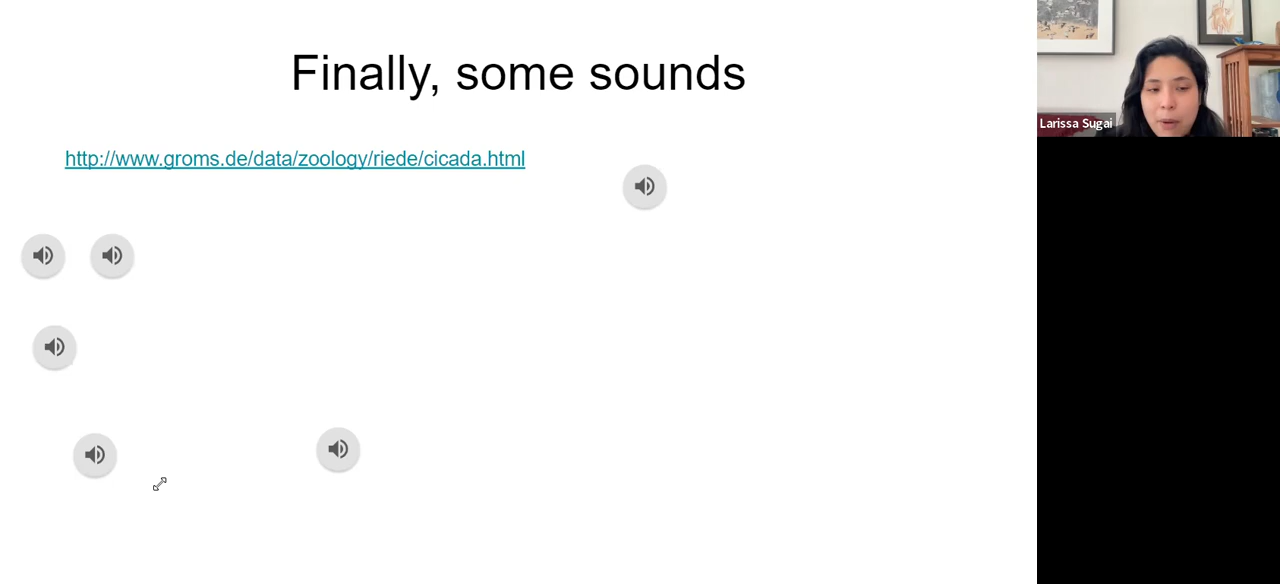 Finally, some sounds
http://www.groms.de/data/zoology/riede/cicada.html
Larissa Sugai